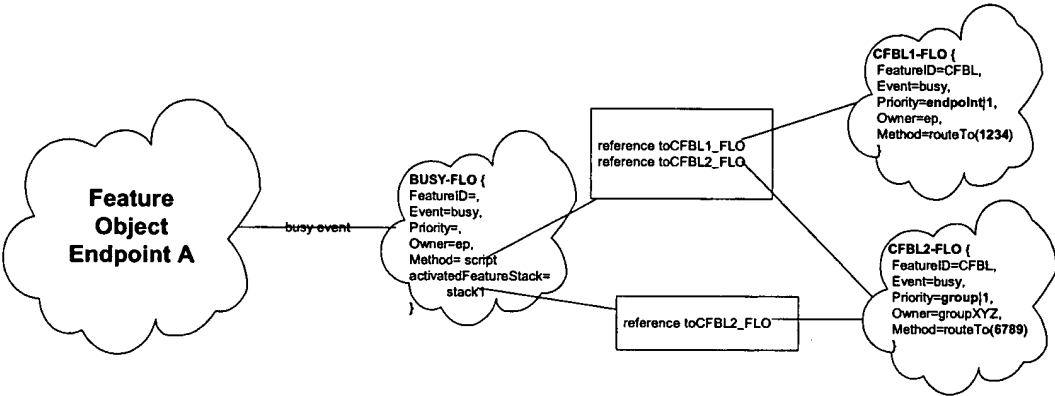 Feature
Object
Endpoint A
busy event
BUSY-FLO {
FeatureID=,
Event=busy,
Priority=,
Owner=ep,
Method= script
activatedFeatureStack=
stack1
}
reference toCFBL1_FLO
reference toCFBL2_FLO
reference toCFBL2_FLO
CFBL1-FLO {
FeatureID=CFBL,
Event=busy,
Priority=endpoint|1,
Owner=ep,
Method=routeTo(1234)
}
CFBL2-FLO {
FeatureID=CFBL,
Event=busy,
Priority=group|1,
Owner=groupXYZ,
Method=routeTo(6789)
}